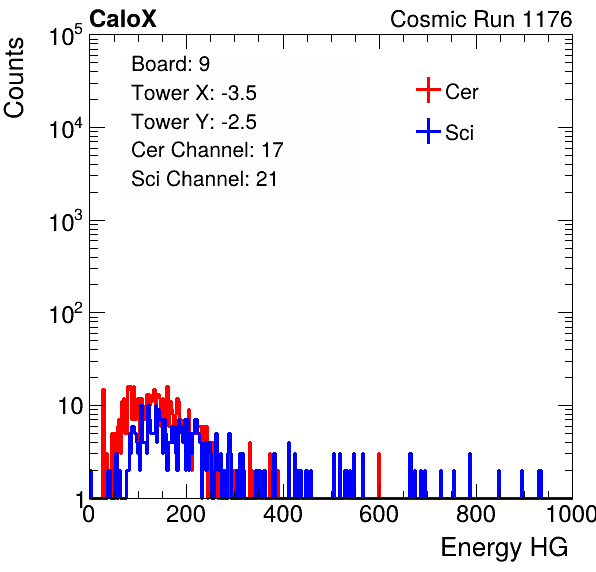 CaloX Cosmic Run 1176
Counts
Board: 9
Tower X: -3.5
Tower Y: -2.5
Cer Channel: 17
Sci Channel: 21
Cer
Sci
10^5
10^4
10^3
10^2
10
1
0 200 400 600 800 1000
Energy HG